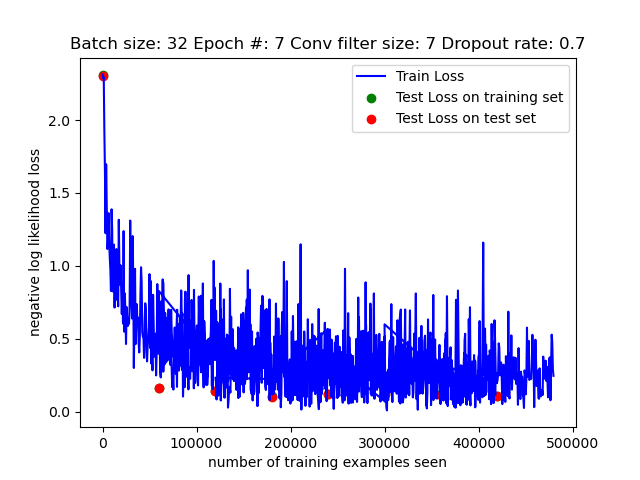 Batch size: 32 Epoch #: 7 Conv filter size: 7 Dropout rate: 0.7
Train Loss
Test Loss on training set
Test Loss on test set
negative log likelihood loss
2.0
1.5
1.0
0.5
0.0
0 100000 200000 300000 400000 500000
number of training examples seen